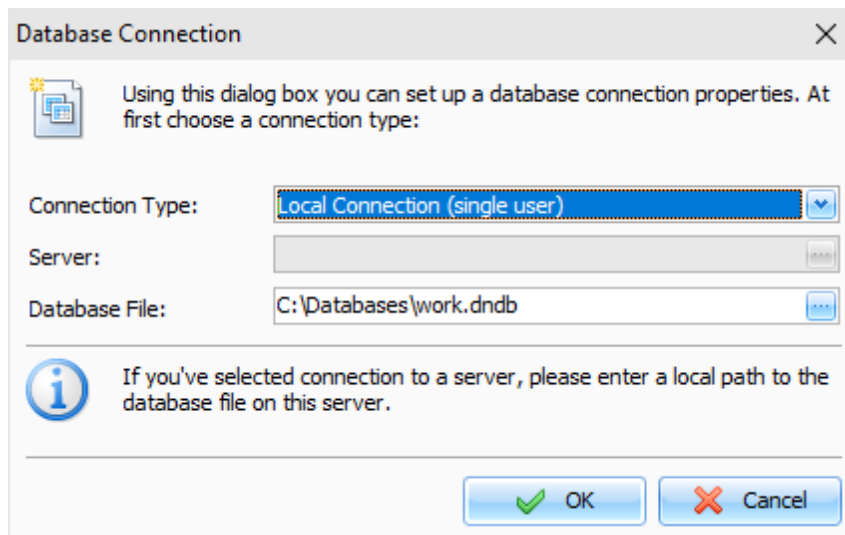 Database Connection
Using this dialog box you can set up a database connection properties. At
first choose a connection type:
Connection Type: Local Connection (single user)
Server:
Database File: C:\Databases\work.dndb
If you've selected connection to a server, please enter a local path to the
database file on this server.
OK Cancel